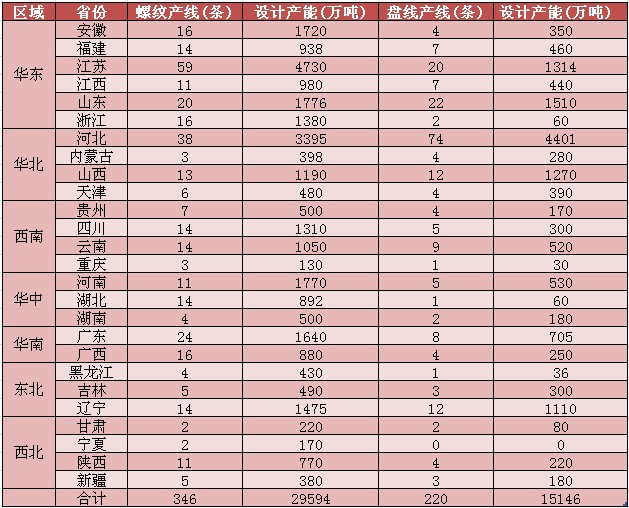 区域 省份 螺纹产线(条) 设计产能(万吨) 盘线产线(条) 设计产能(万吨)
华东 安徽 16 1720 4 350
福建 14 938 7 460
江苏 59 4730 20 1314
江西 11 980 7 440
山东 20 1776 22 1510
浙江 16 1380 2 60
华北 河北 38 3395 74 4401
内蒙古 3 398 4 280
山西 13 1190 12 1270
天津 6 480 4 390
西南 贵州 7 500 4 170
四川 14 1310 5 300
云南 14 1050 9 520
重庆 3 130 1 30
华中 河南 11 1770 5 530
湖北 14 892 1 60
湖南 4 500 2 180
华南 广东 24 1640 8 705
广西 16 880 4 250
东北 黑龙江 4 430 1 36
吉林 5 490 3 300
辽宁 14 1475 12 1110
西北 甘肃 2 220 2 80
宁夏 2 170 0 0
陕西 11 770 4 220
新疆 5 380 3 180
合计 346 29594 220 15146